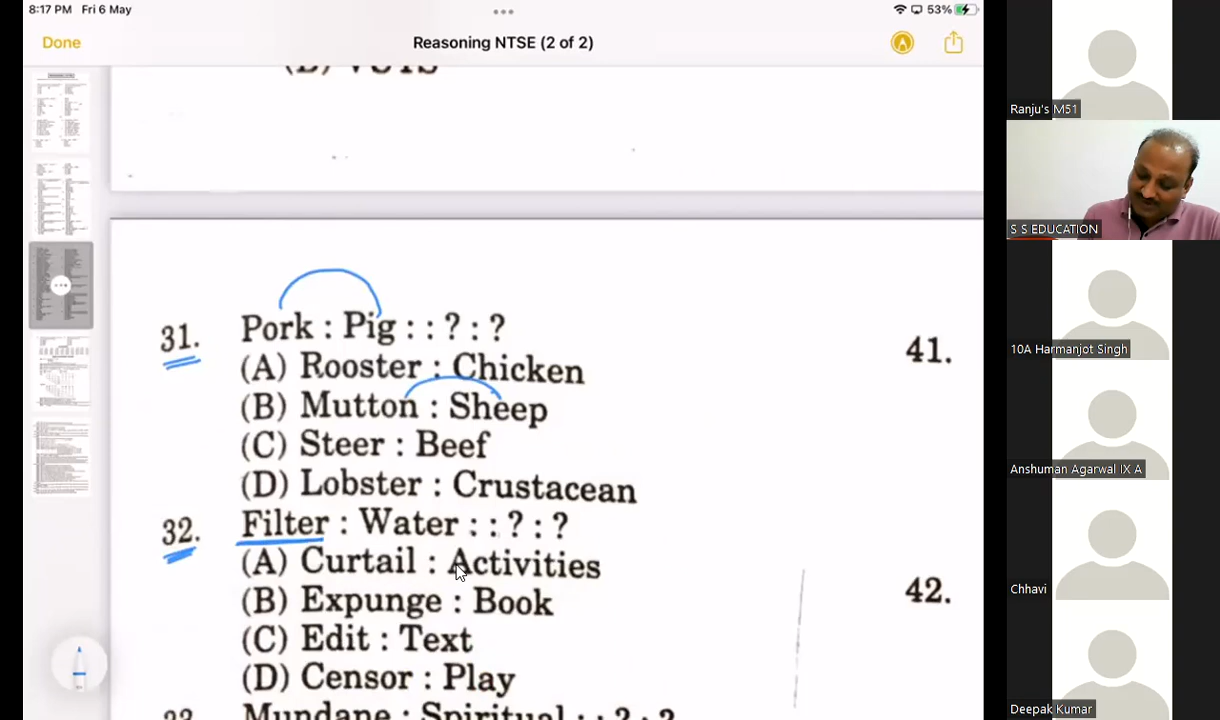 8:17 PM Fri 6 May
53%
Done
Reasoning NTSE (2 of 2)
31. Pork : Pig : : ? : ?
(A) Rooster : Chicken
(B) Mutton : Sheep
(C) Steer : Beef
(D) Lobster : Crustacean
32. Filter : Water : : ? : ?
(A) Curtail : Activities
(B) Expunge : Book
(C) Edit : Text
(D) Censor : Play
Mundane : Spiritual : : ? : ?
41.
42.
Ranju's M51
S S EDUCATION
10A Harmanjot Singh
Anshuman Agarwal IX A
Chhavi
Deepak Kumar